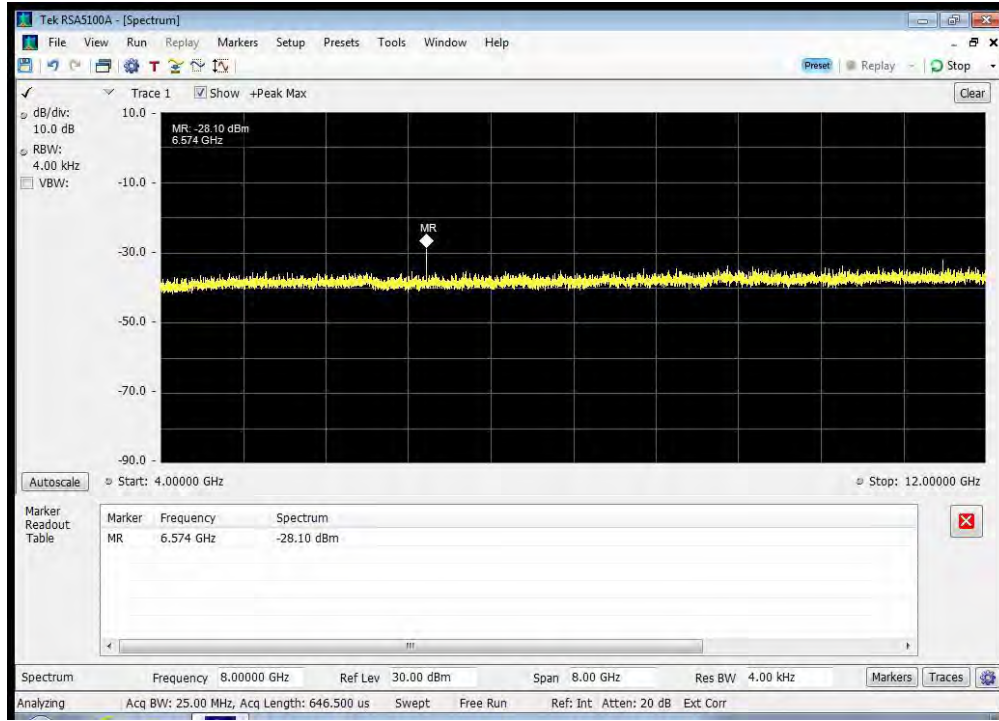 Tek RSA5100A - [Spectrum]
File View Run Replay Markers Setup Presets Tools Window Help
Preset Replay Stop
Trace 1 Show +Peak Max Clear
dB/div:
10.0 dB
RBW:
4.00 kHz
VBW:
10.0
-10.0
-30.0
-50.0
-70.0
-90.0
MR: -28.10 dBm
6.574 GHz
MR
Autoscale Start: 4.00000 GHz Stop: 12.00000 GHz
Marker
Readout
Table
Marker Frequency Spectrum
MR 6.574 GHz -28.10 dBm
Spectrum Frequency 8.00000 GHz Ref Lev 30.00 dBm Span 8.00 GHz Res BW 4.00 kHz Markers Traces
Analyzing Acq BW: 25.00 MHz, Acq Length: 646.500 us Swept Free Run Ref: Int Atten: 20 dB Ext Corr